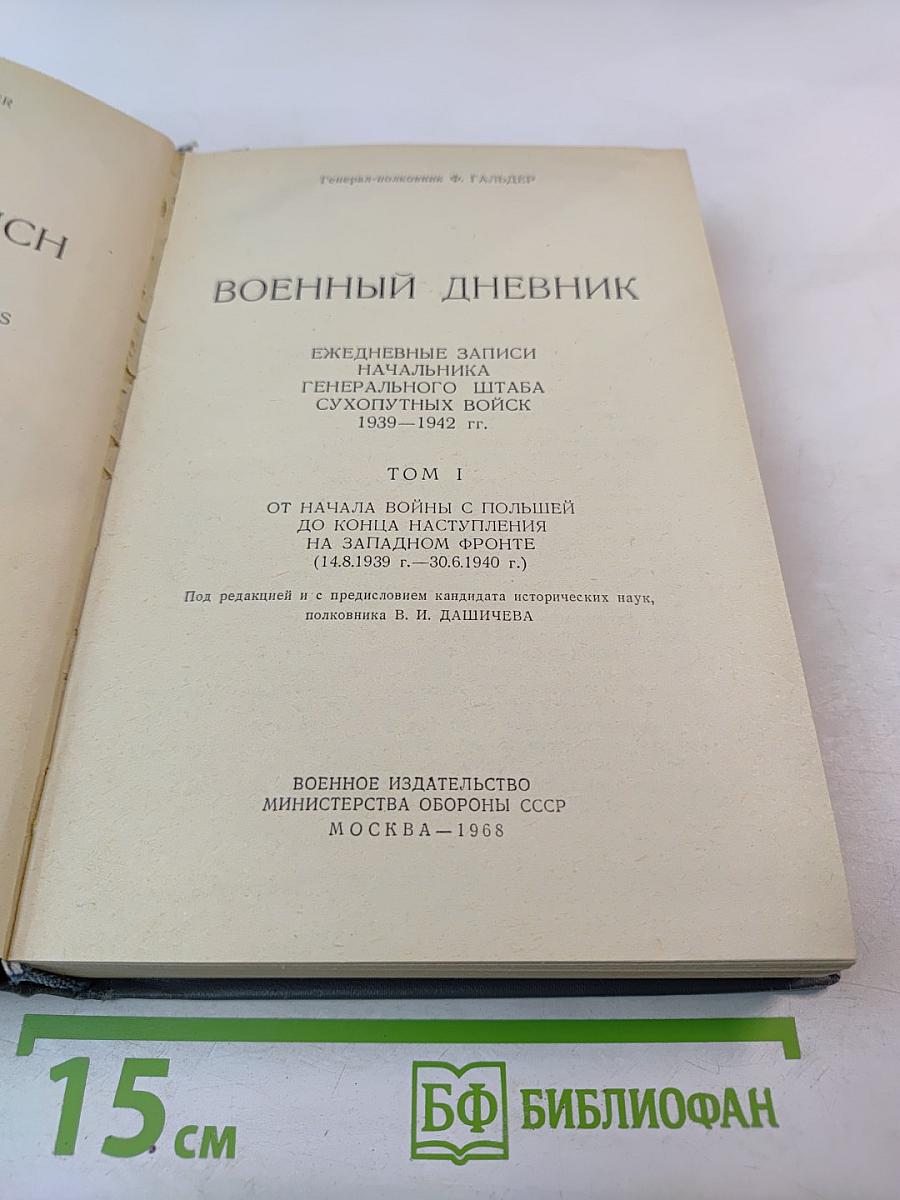 ER
ICH
S
Генерал-полковник Ф. ГАЛЬДЕР
ВОЕННЫЙ ДНЕВНИК
ЕЖЕДНЕВНЫЕ ЗАПИСИ
НАЧАЛЬНИКА
ГЕНЕРАЛЬНОГО ШТАБА
СУХОПУТНЫХ ВОЙСК
1939—1942 гг.
ТОМ I
ОТ НАЧАЛА ВОЙНЫ С ПОЛЬШЕЙ
ДО КОНЦА НАСТУПЛЕНИЯ
НА ЗАПАДНОМ ФРОНТЕ
(14.8.1939 г.—30.6.1940 г.)
Под редакцией и с предисловием кандидата исторических наук,
полковника В. И. ДАШИЧЕВА
ВОЕННОЕ ИЗДАТЕЛЬСТВО
МИНИСТЕРСТВА ОБОРОНЫ СССР
МОСКВА—1968
15 см
БФ БИБЛИОФАН